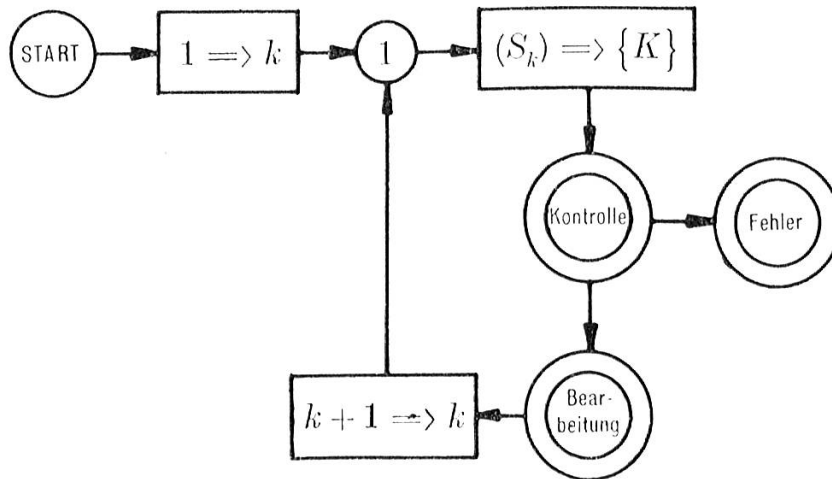 START
1 => k
1
(S_k) => {K}
Kontrolle
Fehler
k + 1 => k
Bear-
beitung